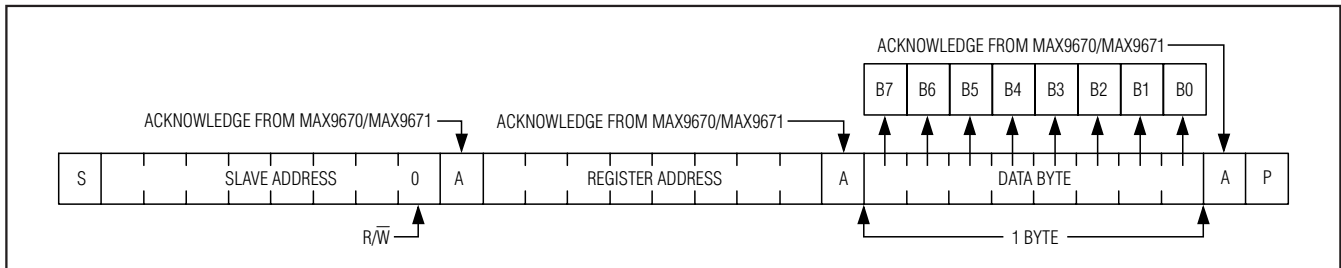 ACKNOWLEDGE FROM MAX9670/MAX9671
B7 B6 B5 B4 B3 B2 B1 B0
ACKNOWLEDGE FROM MAX9670/MAX9671 ACKNOWLEDGE FROM MAX9670/MAX9671
S SLAVE ADDRESS 0 A REGISTER ADDRESS A DATA BYTE A P
R/W̅ 1 BYTE